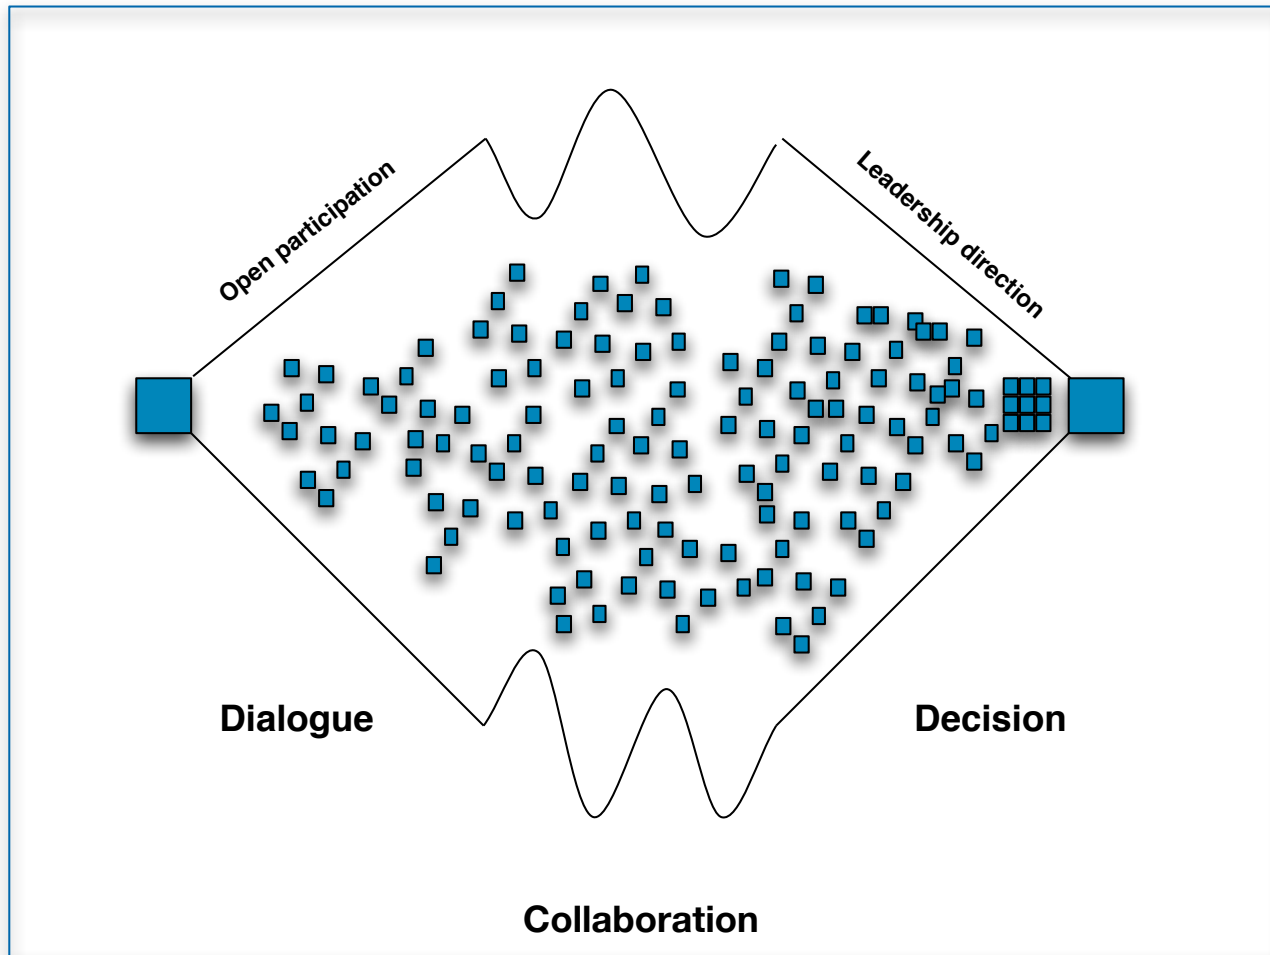 Open participation
Leadership direction
Dialogue
Decision
Collaboration